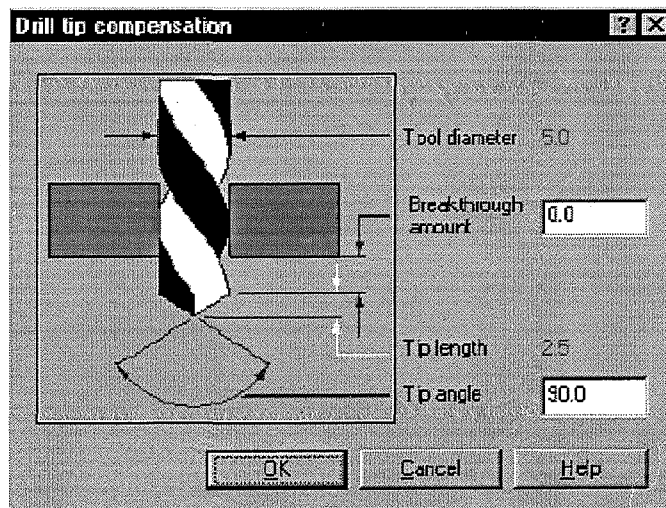 Drill tip compensation
Tool diameter 5.0
Breakthrough
amount
0.0
Tip length 2.5
Tip angle 90.0
OK Cancel Help